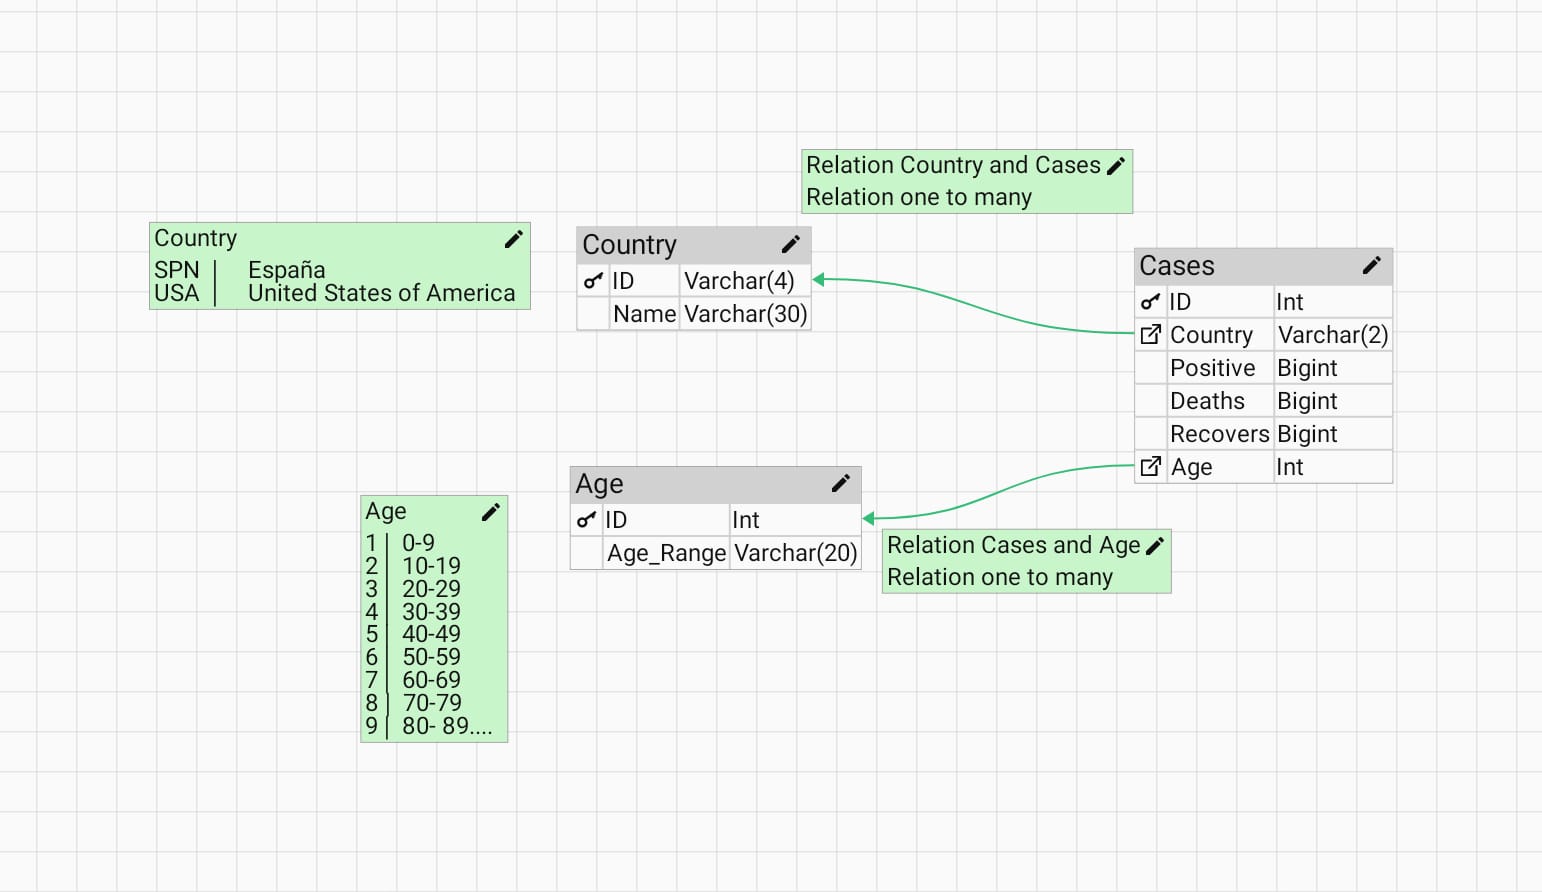 Relation Country and Cases
Relation one to many
Country
SPN | España
USA | United States of America
Country
ID Varchar(4)
Name Varchar(30)
Cases
ID Int
Country Varchar(2)
Positive Bigint
Deaths Bigint
Recovers Bigint
Age Int
Age
ID Int
Age_Range Varchar(20)
Age
1 | 0-9
2 | 10-19
3 | 20-29
4 | 30-39
5 | 40-49
6 | 50-59
7 | 60-69
8 | 70-79
9 | 80- 89....
Relation Cases and Age
Relation one to many